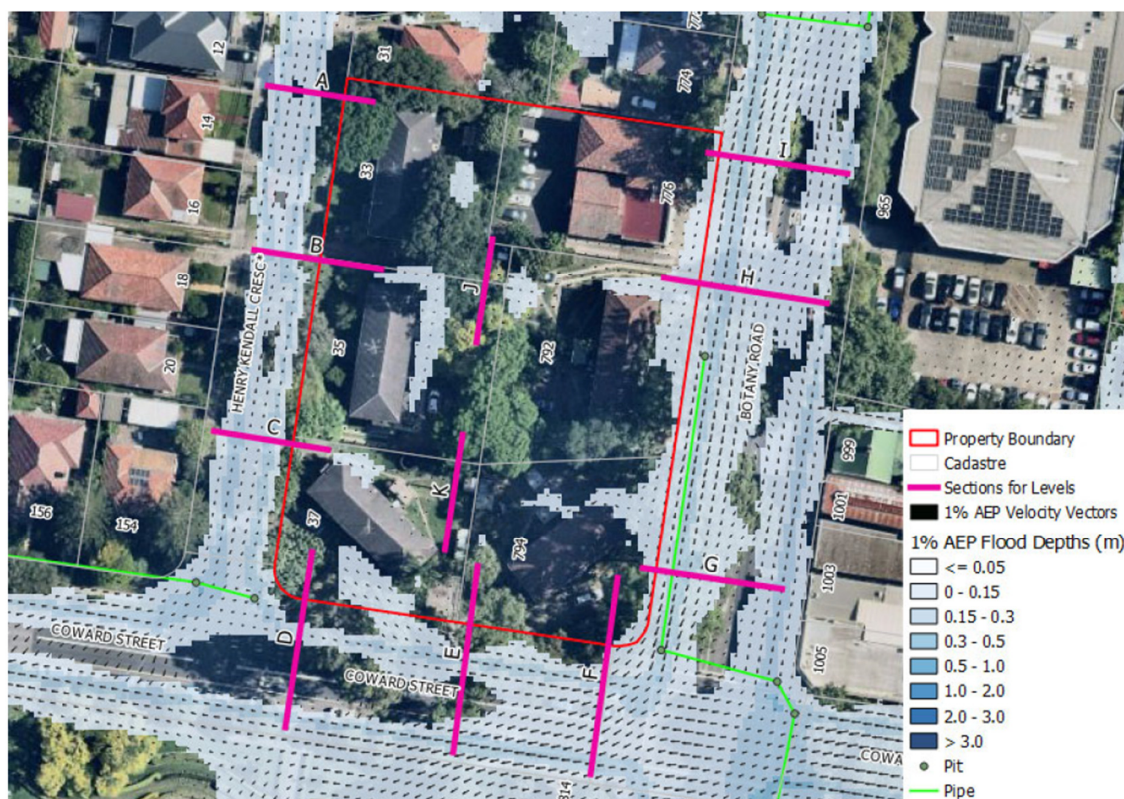 12
31
772
A
774
14
I
33
776
965
16
B
H
18
J
HENRY KENDALL CRESC*
35
792
BOTANY ROAD
20
C
K
999
156
154
37
794
1001
G
1003
D
E
F
1005
COWARD STREET
COWARD STREET
COWA
814
Property Boundary
Cadastre
Sections for Levels
1% AEP Velocity Vectors
1% AEP Flood Depths (m)
<= 0.05
0 - 0.15
0.15 - 0.3
0.3 - 0.5
0.5 - 1.0
1.0 - 2.0
2.0 - 3.0
> 3.0
Pit
Pipe